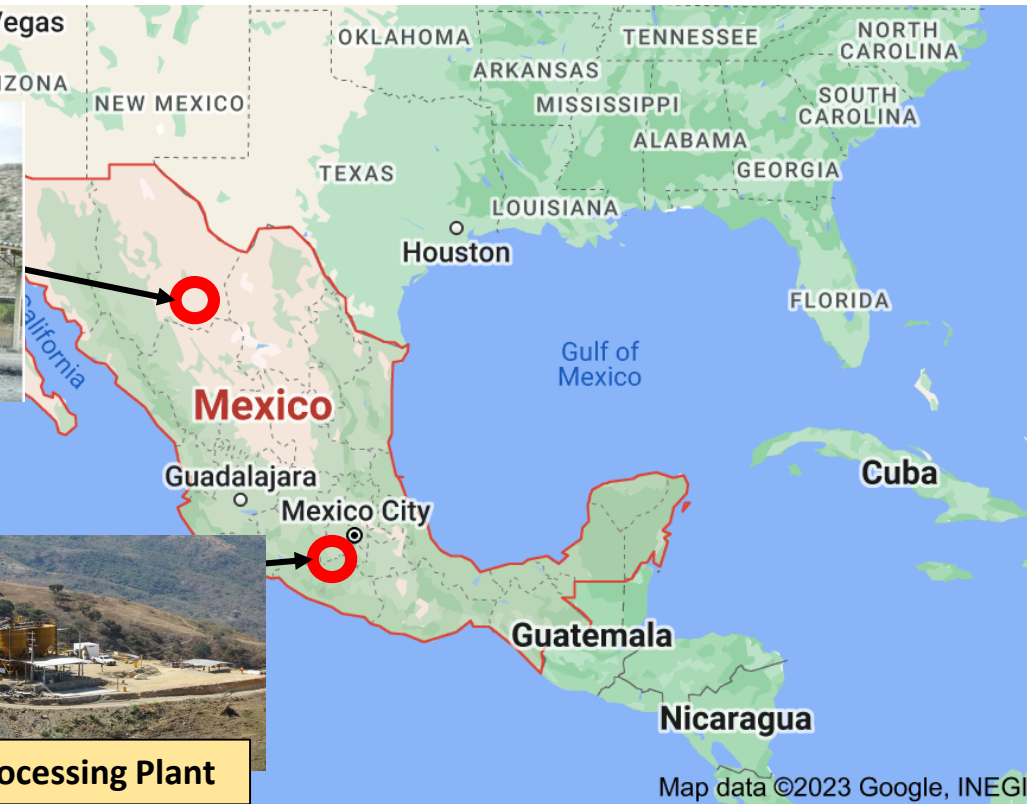 Vegas
OKLAHOMA
TENNESSEE
NORTH
CAROLINA
IZONA
NEW MEXICO
ARKANSAS
MISSISSIPPI
SOUTH
CAROLINA
ALABAMA
TEXAS
GEORGIA
LOUISIANA
Houston
FLORIDA
California
Gulf of
Mexico
Mexico
Guadalajara
Cuba
Mexico City
Guatemala
Nicaragua
ocessing Plant
Map data ©2023 Google, INEGI